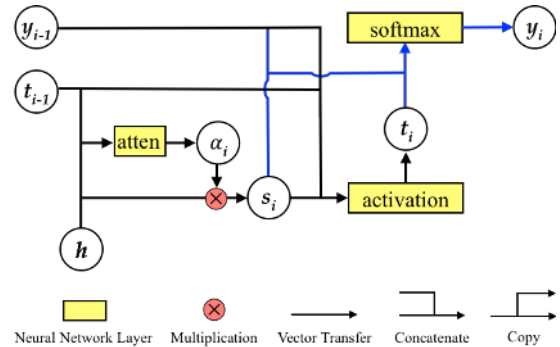 y_{i-1}
softmax
y_i
t_{i-1}
atten
α_i
t_i
×
s_i
activation
h
×
Neural Network Layer
Multiplication
Vector Transfer
Concatenate
Copy